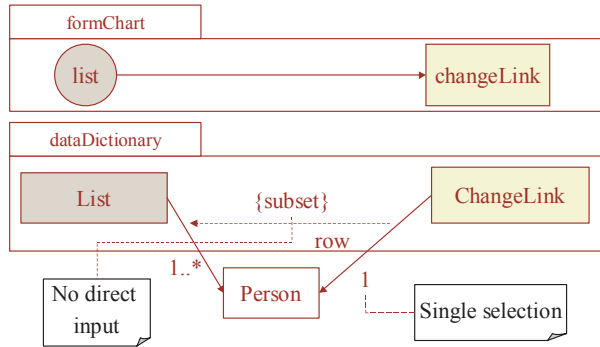 formChart
list
changeLink
dataDictionary
List
ChangeLink
{subset}
row
1..*
Person
1
No direct
input
Single selection